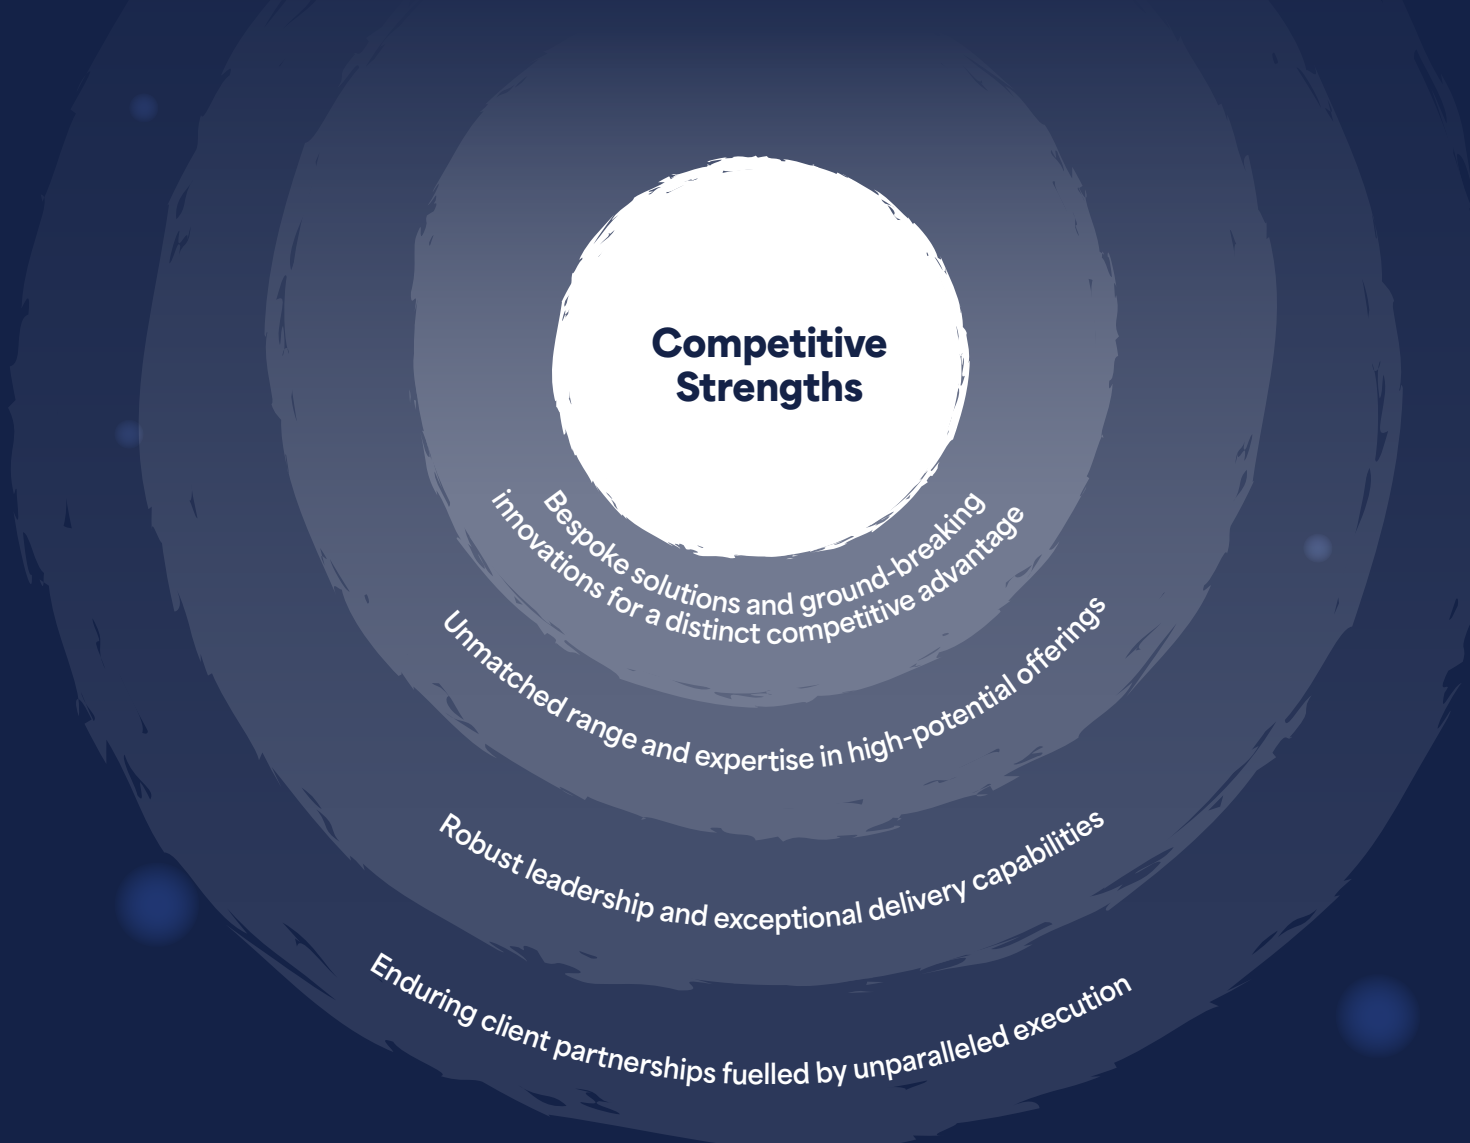 Competitive
Strengths
Bespoke solutions and ground-breaking
innovations for a distinct competitive advantage
Unmatched range and expertise in high-potential offerings
Robust leadership and exceptional delivery capabilities
Enduring client partnerships fuelled by unparalleled execution